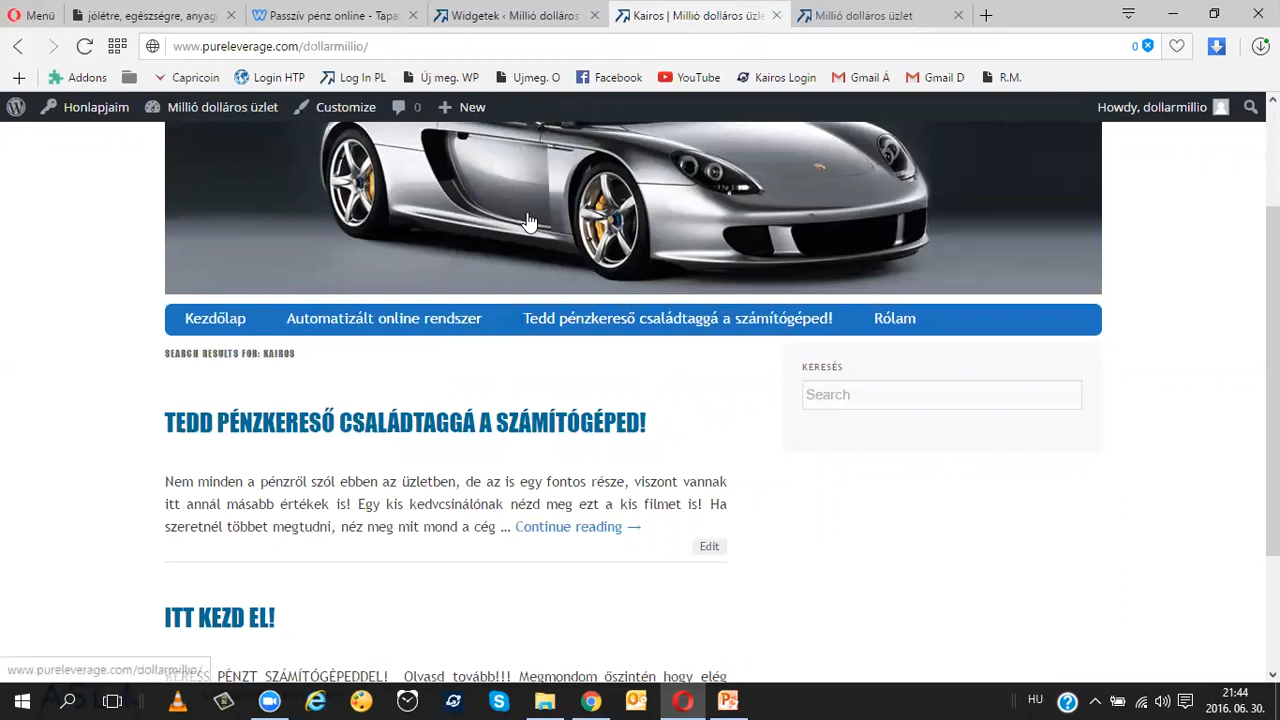 Menü
jólétre, egészségre, anyag
Passzív pénz online - Tapas
Widgetek ‹ Millió dolláros
Kairos | Millió dolláros üzle
Millió dolláros üzlet
www.pureleverage.com/dollarmillio/
0
Addons
Capricoin
Login HTP
Log In PL
Új meg. WP
Ujmeg. O
Facebook
YouTube
Kairos Login
Gmail Á
Gmail D
R.M.
Honlapjaim
Millió dolláros üzlet
Customize
0
New
Howdy, dollarmillio
Kezdőlap
Automatizált online rendszer
Tedd pénzkereső családtaggá a számítógéped!
Rólam
SEARCH RESULTS FOR: KAIROS
KERESÉS
Search
TEDD PÉNZKERESŐ CSALÁDTAGGÁ A SZÁMÍTÓGÉPED!
Nem minden a pénzről szól ebben az üzletben, de az is egy fontos része, viszont vannak
itt annál másabb értékek is! Egy kis kedvcsinálónak nézd meg ezt a kis filmet is! Ha
szeretnél többet megtudni, néz meg mit mond a cég … Continue reading →
Edit
ITT KEZD EL!
PÉNZT SZÁMÍTÓGÉPEDDEL! Olvasd tovább!!! Megmondom őszintén hogy elég
www.pureleverage.com/dollarmillio/
HU
21:44
2016. 06. 30.